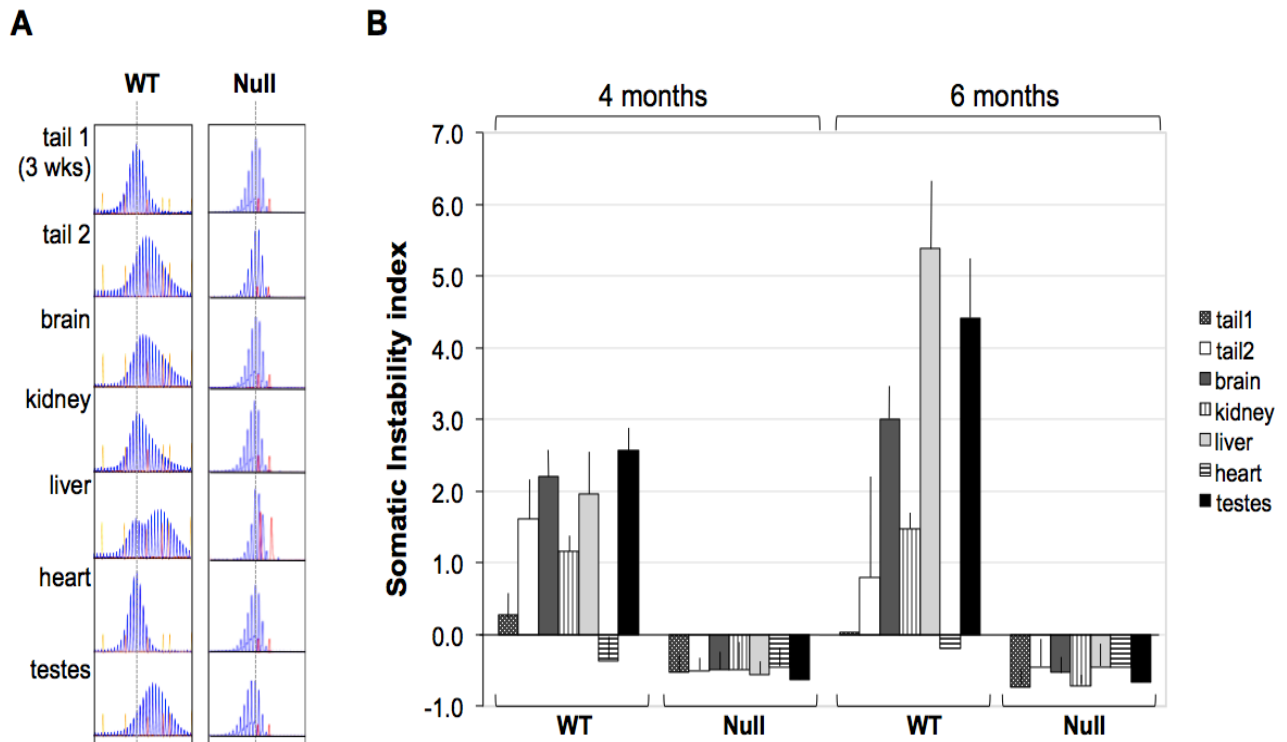 A
WT Null
tail 1
(3 wks)
tail 2
brain
kidney
liver
heart
testes
B
4 months 6 months
Somatic Instability index
7.0
6.0
5.0
4.0
3.0
2.0
1.0
0.0
-1.0
WT Null WT Null
tail1
tail2
brain
kidney
liver
heart
testes